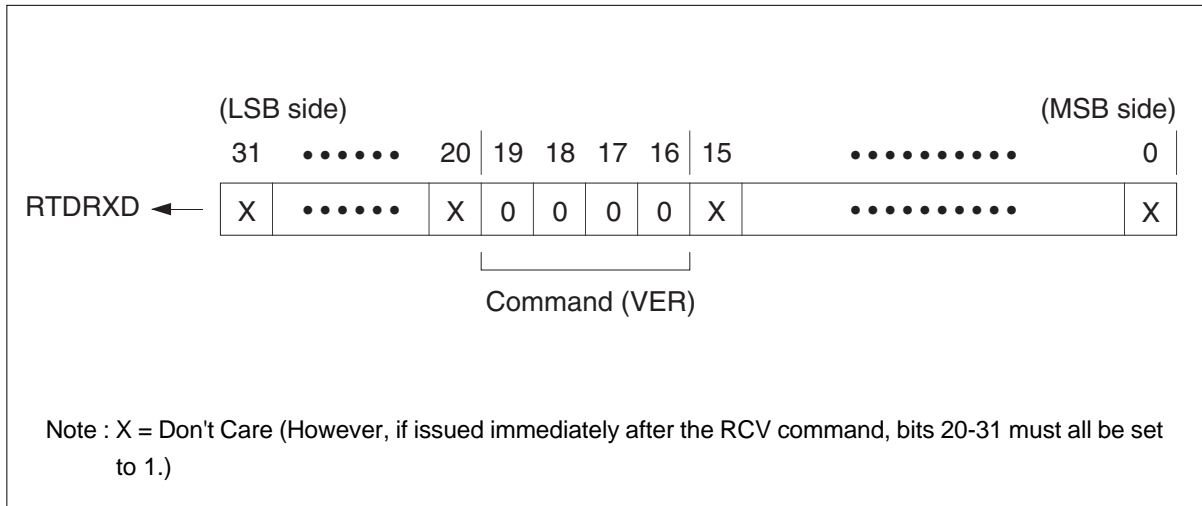 (LSB side) (MSB side)
31 •••••• 20 19 18 17 16 15 •••••••••• 0
RTDRXD X •••••• X 0 0 0 0 X •••••••••• X
Command (VER)
Note : X = Don't Care (However, if issued immediately after the RCV command, bits 20-31 must all be set
to 1.)